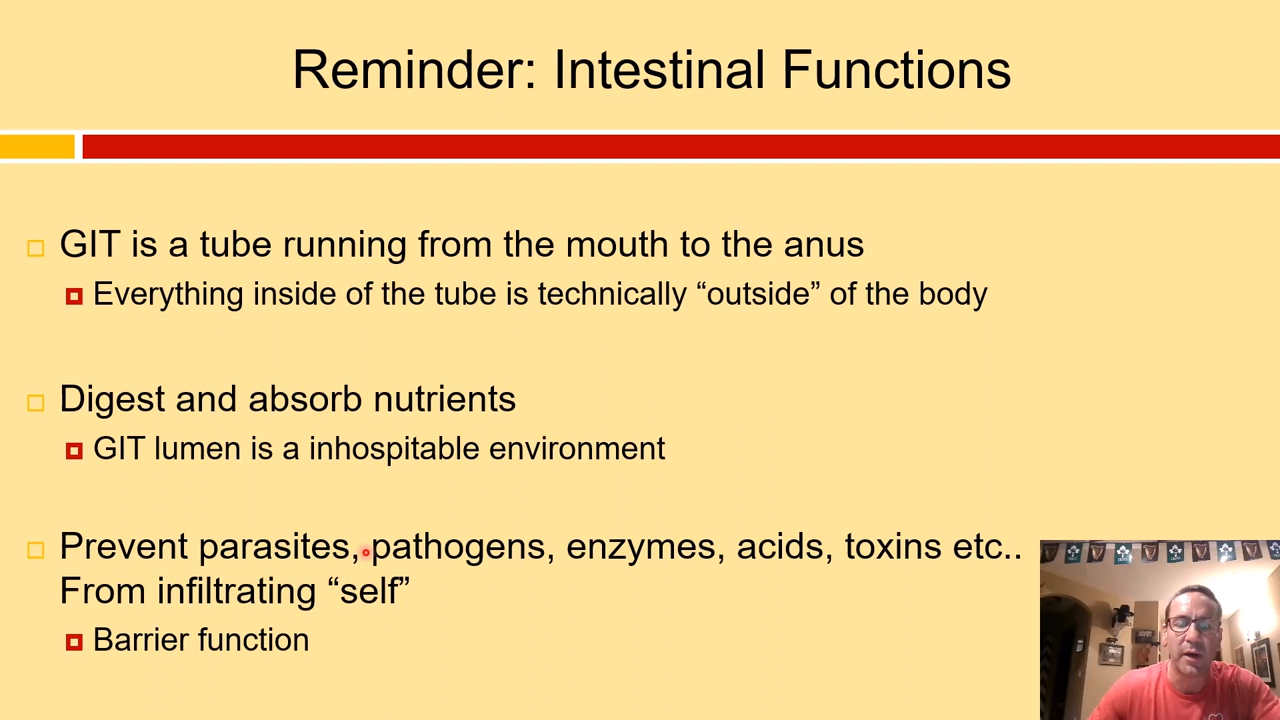 Reminder: Intestinal Functions
GIT is a tube running from the mouth to the anus
Everything inside of the tube is technically “outside” of the body
Digest and absorb nutrients
GIT lumen is a inhospitable environment
Prevent parasites, pathogens, enzymes, acids, toxins etc..
From infiltrating “self”
Barrier function